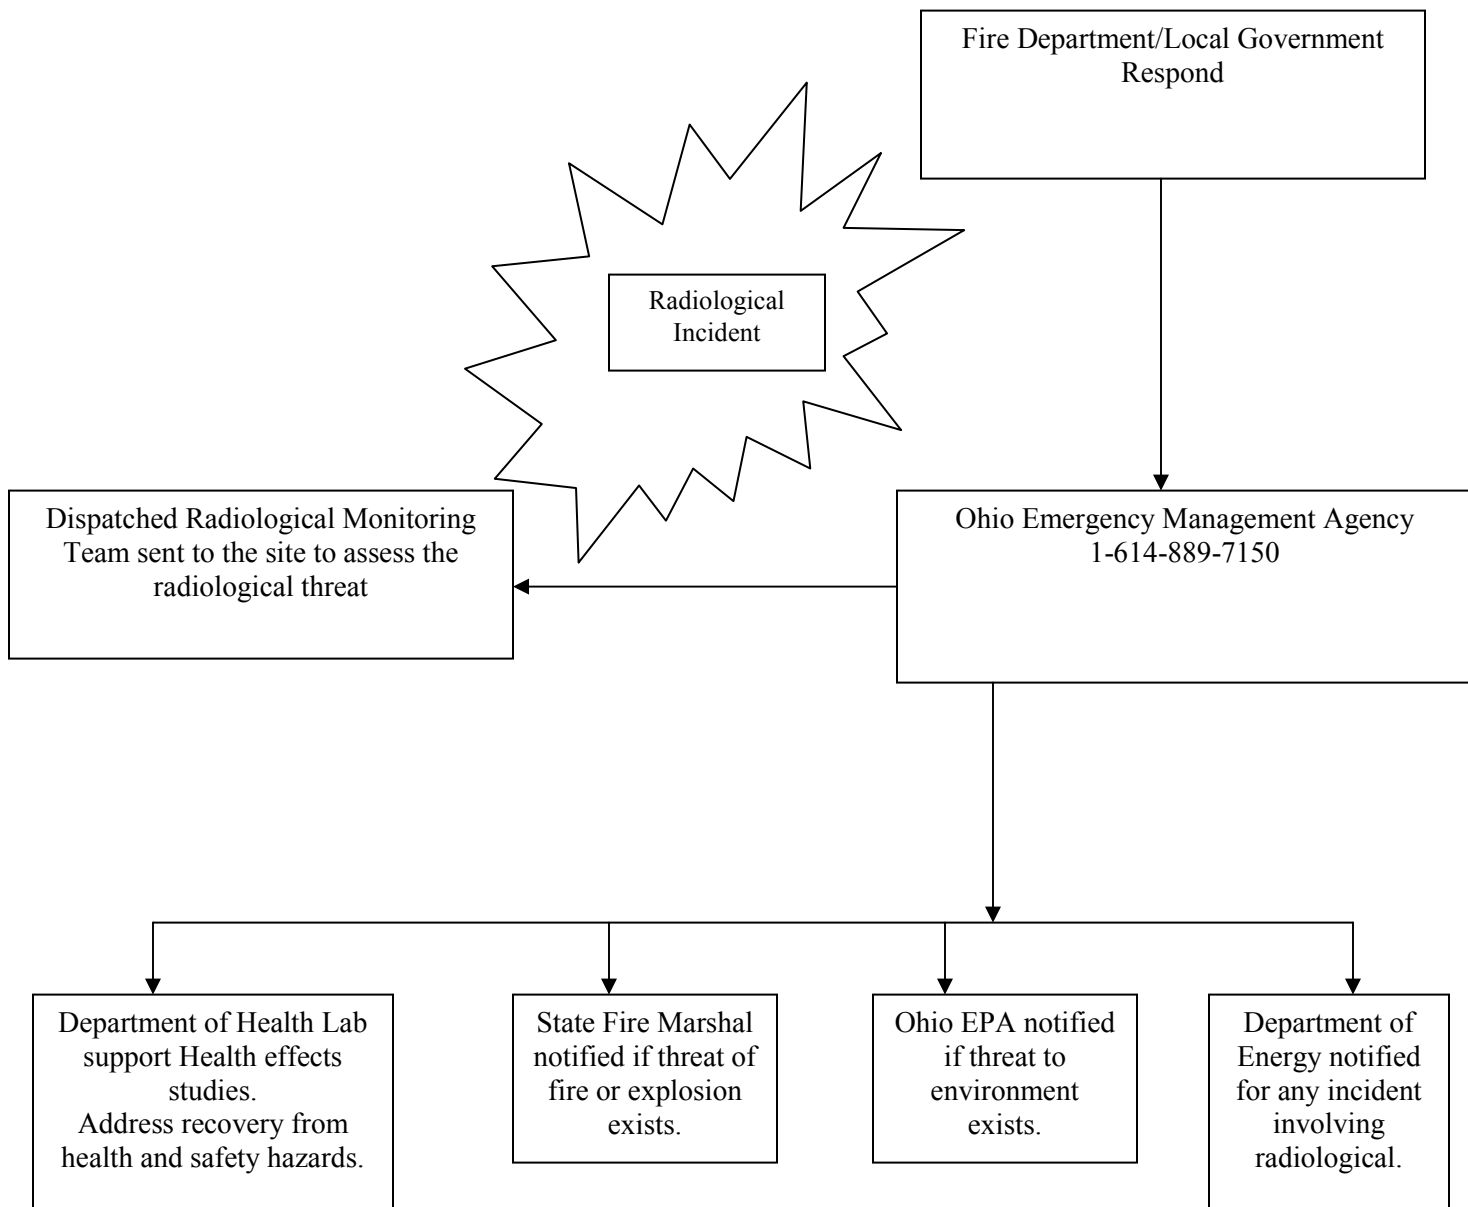 Fire Department/Local Government
Respond
Radiological
Incident
Dispatched Radiological Monitoring
Team sent to the site to assess the
radiological threat
Ohio Emergency Management Agency
1-614-889-7150
Department of Health Lab
support Health effects
studies.
Address recovery from
health and safety hazards.
State Fire Marshal
notified if threat of
fire or explosion
exists.
Ohio EPA notified
if threat to
environment
exists.
Department of
Energy notified
for any incident
involving
radiological.